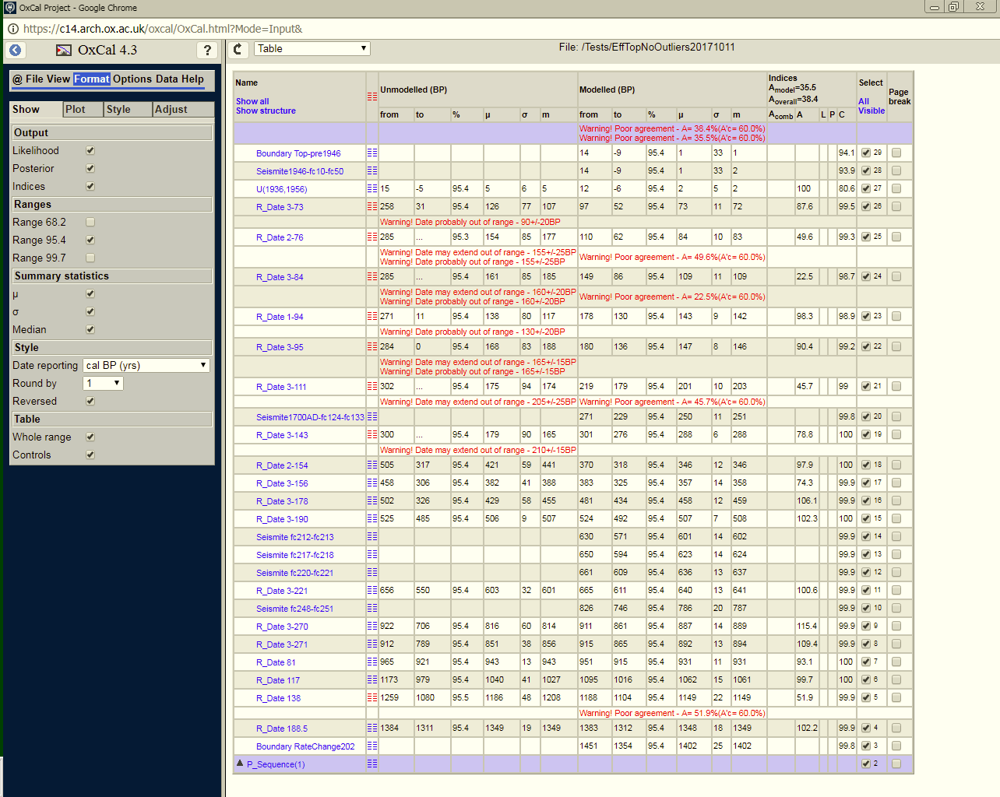 OxCal Project - Google Chrome
https://c14.arch.ox.ac.uk/oxcal/OxCal.html?Mode=Input&
OxCal 4.3 ?
@ File View Format Options Data Help
Show Plot Style Adjust
Output
Likelihood
Posterior
Indices
Ranges
Range 68.2
Range 95.4
Range 99.7
Summary statistics
µ
σ
Median
Style
Date reporting cal BP (yrs)
Round by 1
Reversed
Table
Whole range
Controls
Table File: /Tests/EffTopNoOutliers20171011
Name Unmodelled (BP) Modelled (BP) Indices Select Page break
Show all Amodel=35.5 All
Show structure Aoverall=38.4 Visible
from to % µ σ m from to % µ σ m Acomb A L P C
Warning! Poor agreement - A= 38.4%(A'c= 60.0%)
Warning! Poor agreement - A= 35.5%(A'c= 60.0%)
Boundary Top-pre1946 14 -9 95.4 1 33 1 94.1 29
Seismite1946-fc10-fc50 14 -9 95.4 1 33 2 93.9 28
U(1936,1956) 15 -5 95.4 5 6 5 12 -6 95.4 2 5 2 100 80.6 27
R_Date 3-73 258 31 95.4 126 77 107 97 52 95.4 73 11 72 87.6 99.5 26
Warning! Date probably out of range - 90+/-20BP
R_Date 2-76 285 ... 95.3 154 85 177 110 62 95.4 84 10 83 49.6 99.3 25
Warning! Date may extend out of range - 155+/-25BP
Warning! Date probably out of range - 155+/-25BP Warning! Poor agreement - A= 49.6%(A'c= 60.0%)
R_Date 3-84 285 ... 95.4 161 85 185 149 86 95.4 109 11 109 22.5 98.7 24
Warning! Date may extend out of range - 160+/-20BP
Warning! Date probably out of range - 160+/-20BP Warning! Poor agreement - A= 22.5%(A'c= 60.0%)
R_Date 1-94 271 11 95.4 138 80 117 178 130 95.4 143 9 142 98.3 98.9 23
Warning! Date probably out of range - 130+/-20BP
R_Date 3-95 284 0 95.4 168 83 188 180 136 95.4 147 8 146 90.4 99.2 22
Warning! Date may extend out of range - 165+/-15BP
Warning! Date probably out of range - 165+/-15BP
R_Date 3-111 302 ... 95.4 175 94 174 219 179 95.4 201 10 203 45.7 99 21
Warning! Date may extend out of range - 205+/-25BP Warning! Poor agreement - A= 45.7%(A'c= 60.0%)
Seismite1700AD-fc124-fc133 271 229 95.4 250 11 251 99.8 20
R_Date 3-143 300 ... 95.4 179 90 165 301 276 95.4 288 6 288 78.8 100 19
Warning! Date may extend out of range - 210+/-15BP
R_Date 2-154 505 317 95.4 421 59 441 370 318 95.4 346 12 346 97.9 100 18
R_Date 3-156 458 306 95.4 382 41 388 383 325 95.4 357 14 358 74.3 99.9 17
R_Date 3-178 502 326 95.4 429 58 455 481 434 95.4 458 12 459 106.1 99.9 16
R_Date 3-190 525 485 95.4 506 9 507 524 492 95.4 507 7 508 102.3 100 15
Seismite fc212-fc213 630 571 95.4 601 14 602 99.9 14
Seismite fc217-fc218 650 594 95.4 623 14 624 99.9 13
Seismite fc220-fc221 661 609 95.4 636 13 637 99.9 12
R_Date 3-221 656 550 95.4 603 32 601 665 611 95.4 640 13 641 100.6 99.9 11
Seismite fc248-fc251 826 746 95.4 786 20 787 99.9 10
R_Date 3-270 922 706 95.4 816 60 814 911 861 95.4 887 14 889 115.4 99.9 9
R_Date 3-271 912 789 95.4 851 38 856 915 865 95.4 892 13 894 109.4 99.9 8
R_Date 81 965 921 95.4 943 13 943 951 915 95.4 931 11 931 93.1 100 7
R_Date 117 1173 979 95.4 1040 41 1027 1095 1016 95.4 1062 15 1061 99.7 100 6
R_Date 138 1259 1080 95.5 1186 48 1208 1188 1104 95.4 1149 22 1149 51.9 99.9 5
Warning! Poor agreement - A= 51.9%(A'c= 60.0%)
R_Date 188.5 1384 1311 95.4 1349 19 1349 1383 1312 95.4 1348 18 1349 102.2 99.9 4
Boundary RateChange202 1451 1354 95.4 1402 25 1402 99.8 3
P_Sequence(1) 2